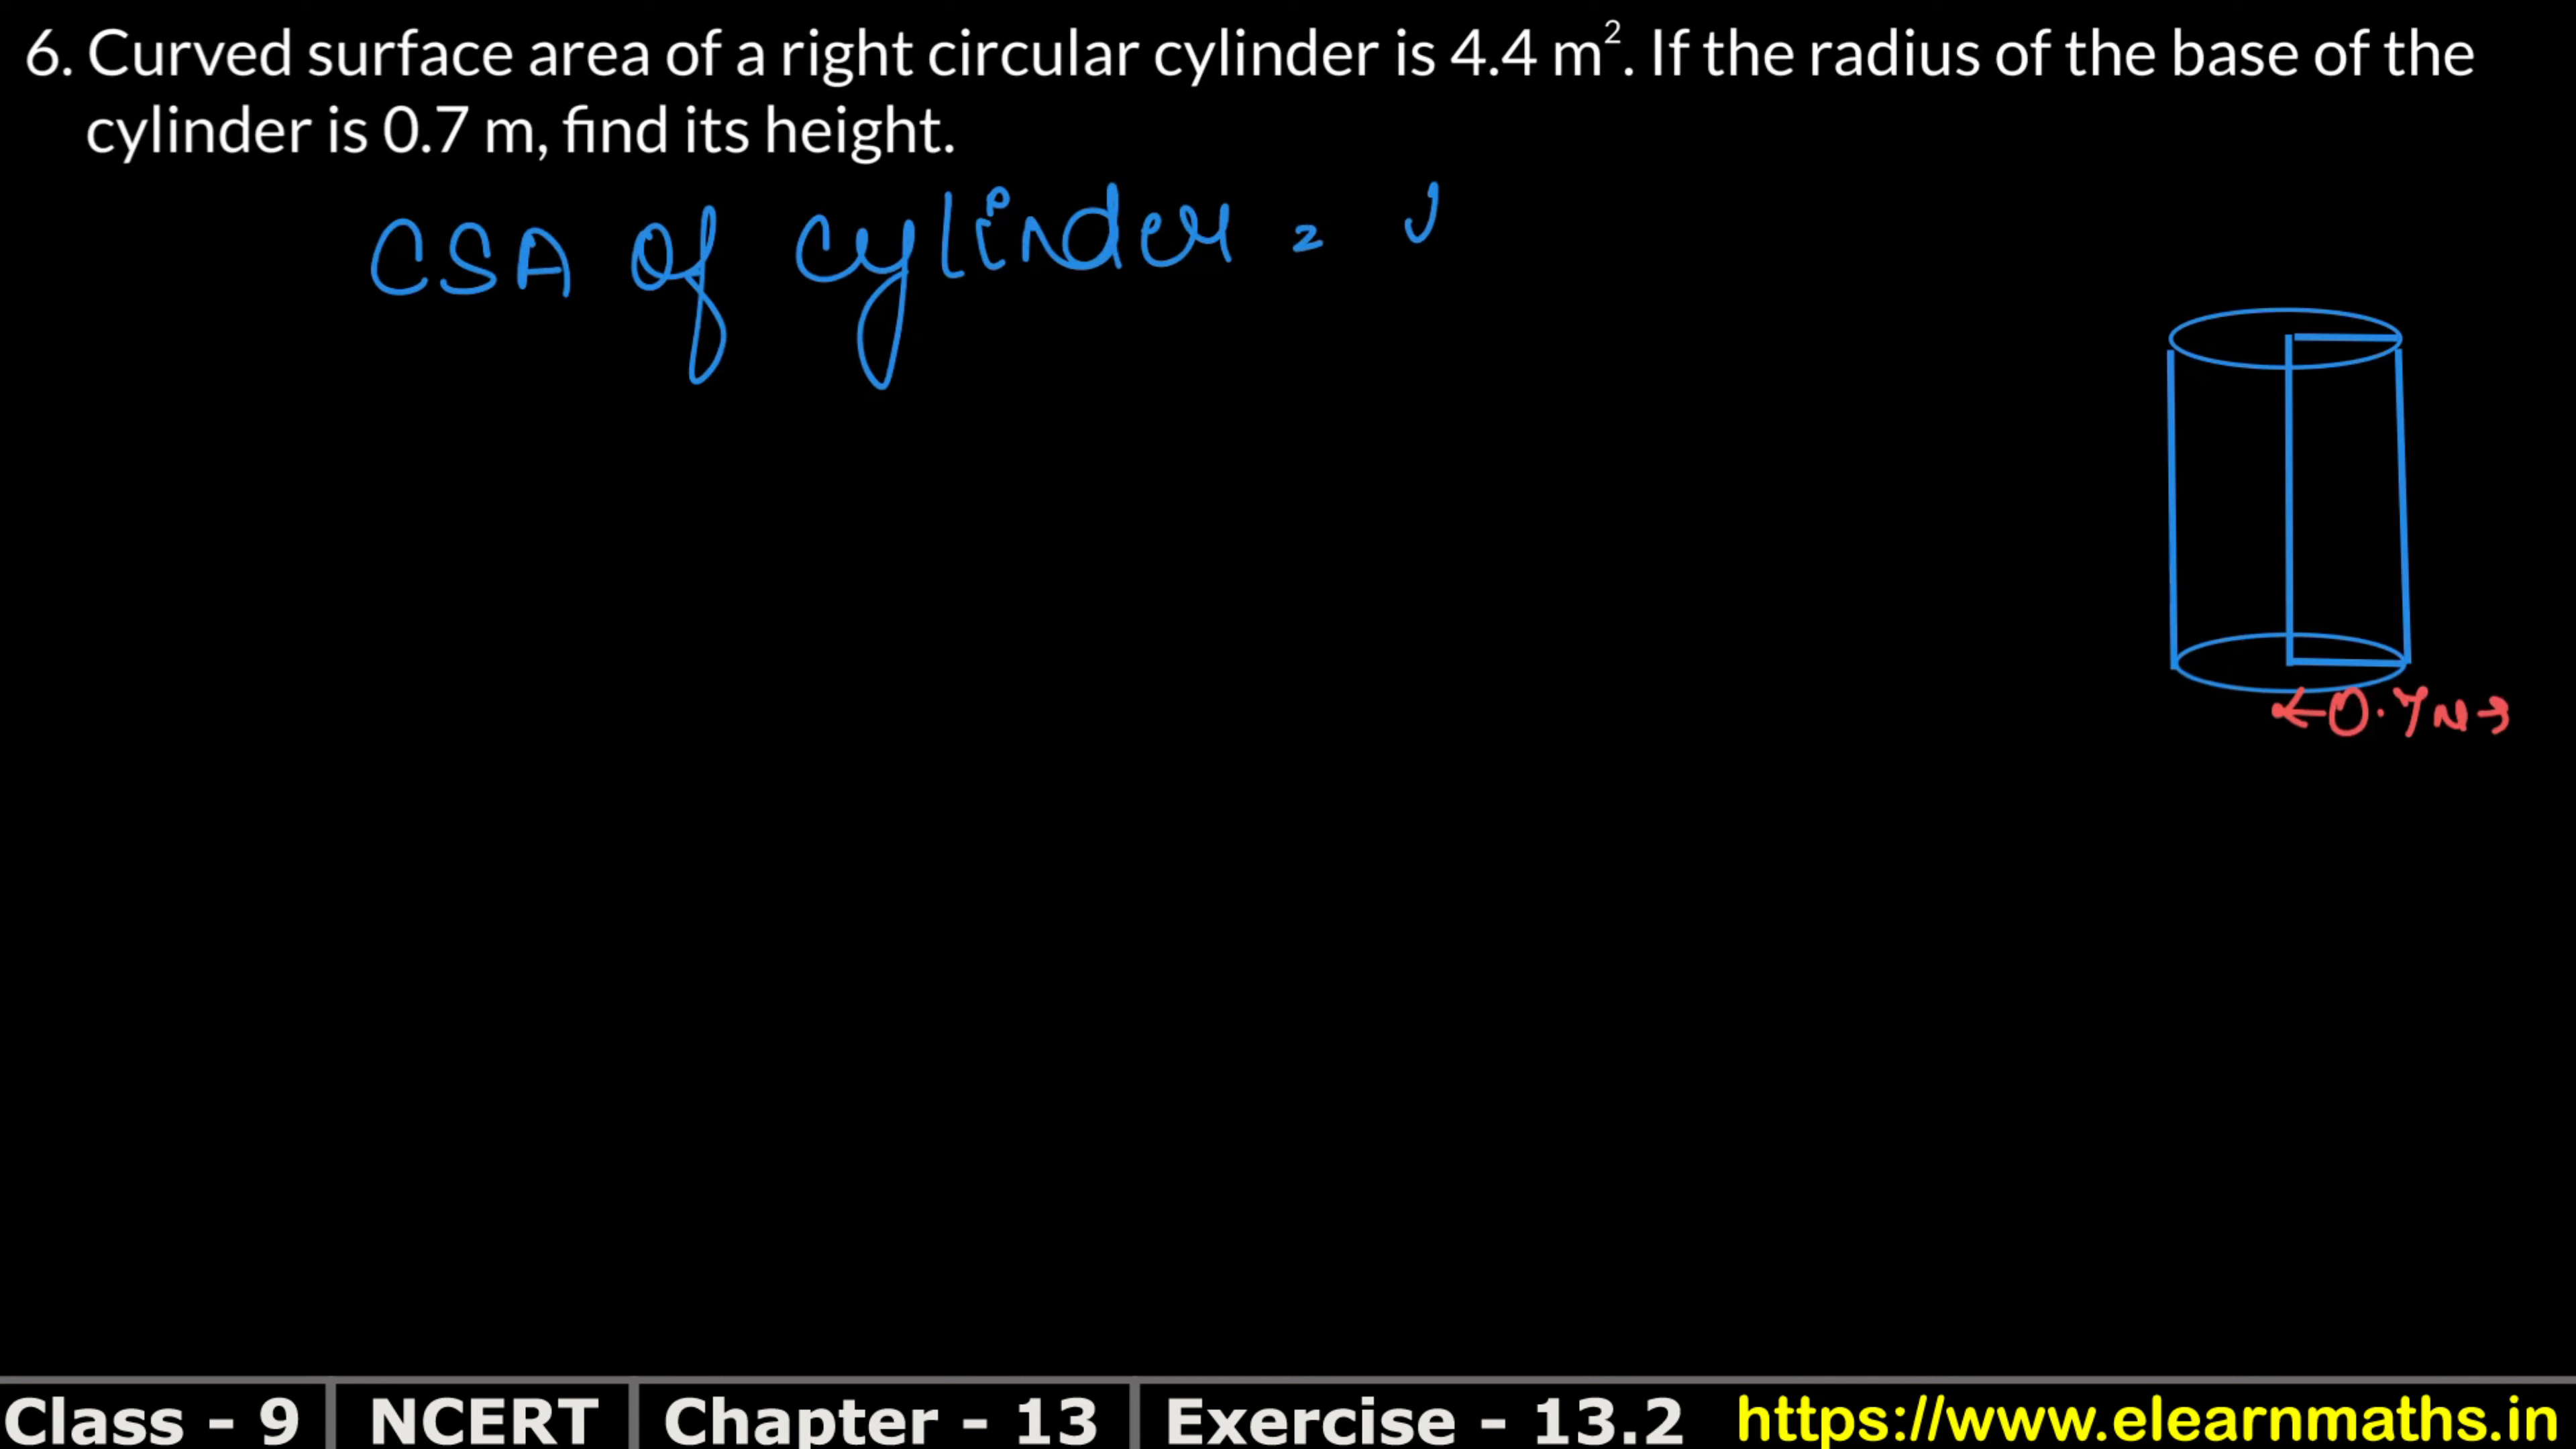 6. Curved surface area of a right circular cylinder is 4.4 m². If the radius of the base of the
cylinder is 0.7 m, find its height.
CSA of cylinder =
←0.7m→
Class - 9 | NCERT | Chapter - 13 | Exercise - 13.2 https://www.elearnmaths.in